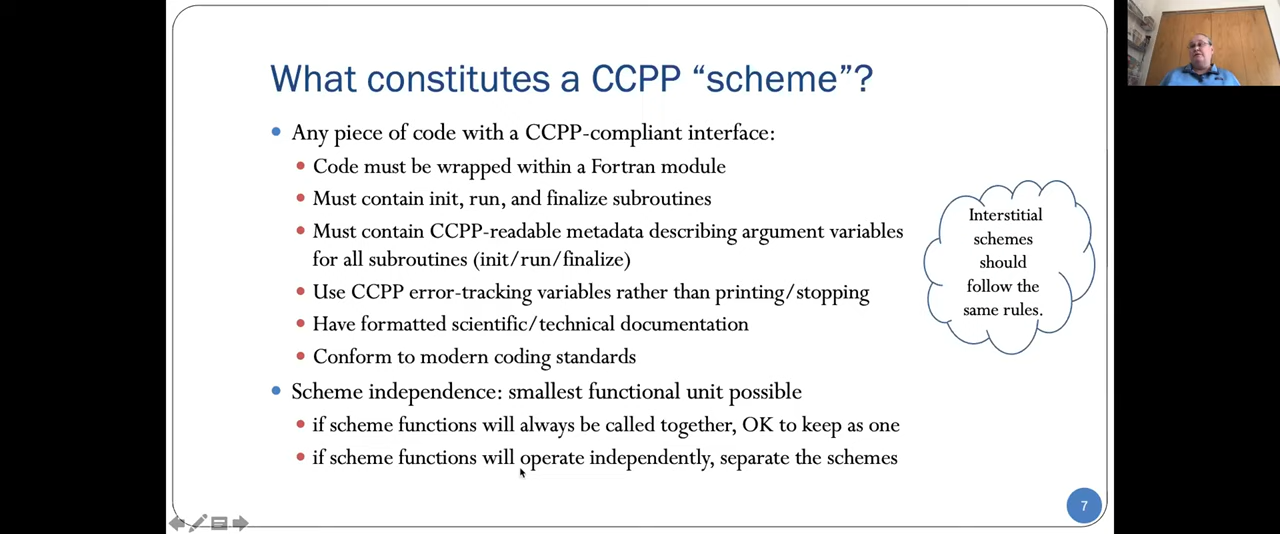 What constitutes a CCPP “scheme”?
Any piece of code with a CCPP-compliant interface:
Code must be wrapped within a Fortran module
Must contain init, run, and finalize subroutines
Must contain CCPP-readable metadata describing argument variables
for all subroutines (init/run/finalize)
Use CCPP error-tracking variables rather than printing/stopping
Have formatted scientific/technical documentation
Conform to modern coding standards
Scheme independence: smallest functional unit possible
if scheme functions will always be called together, OK to keep as one
if scheme functions will operate independently, separate the schemes
Interstitial
schemes
should
follow the
same rules.
7